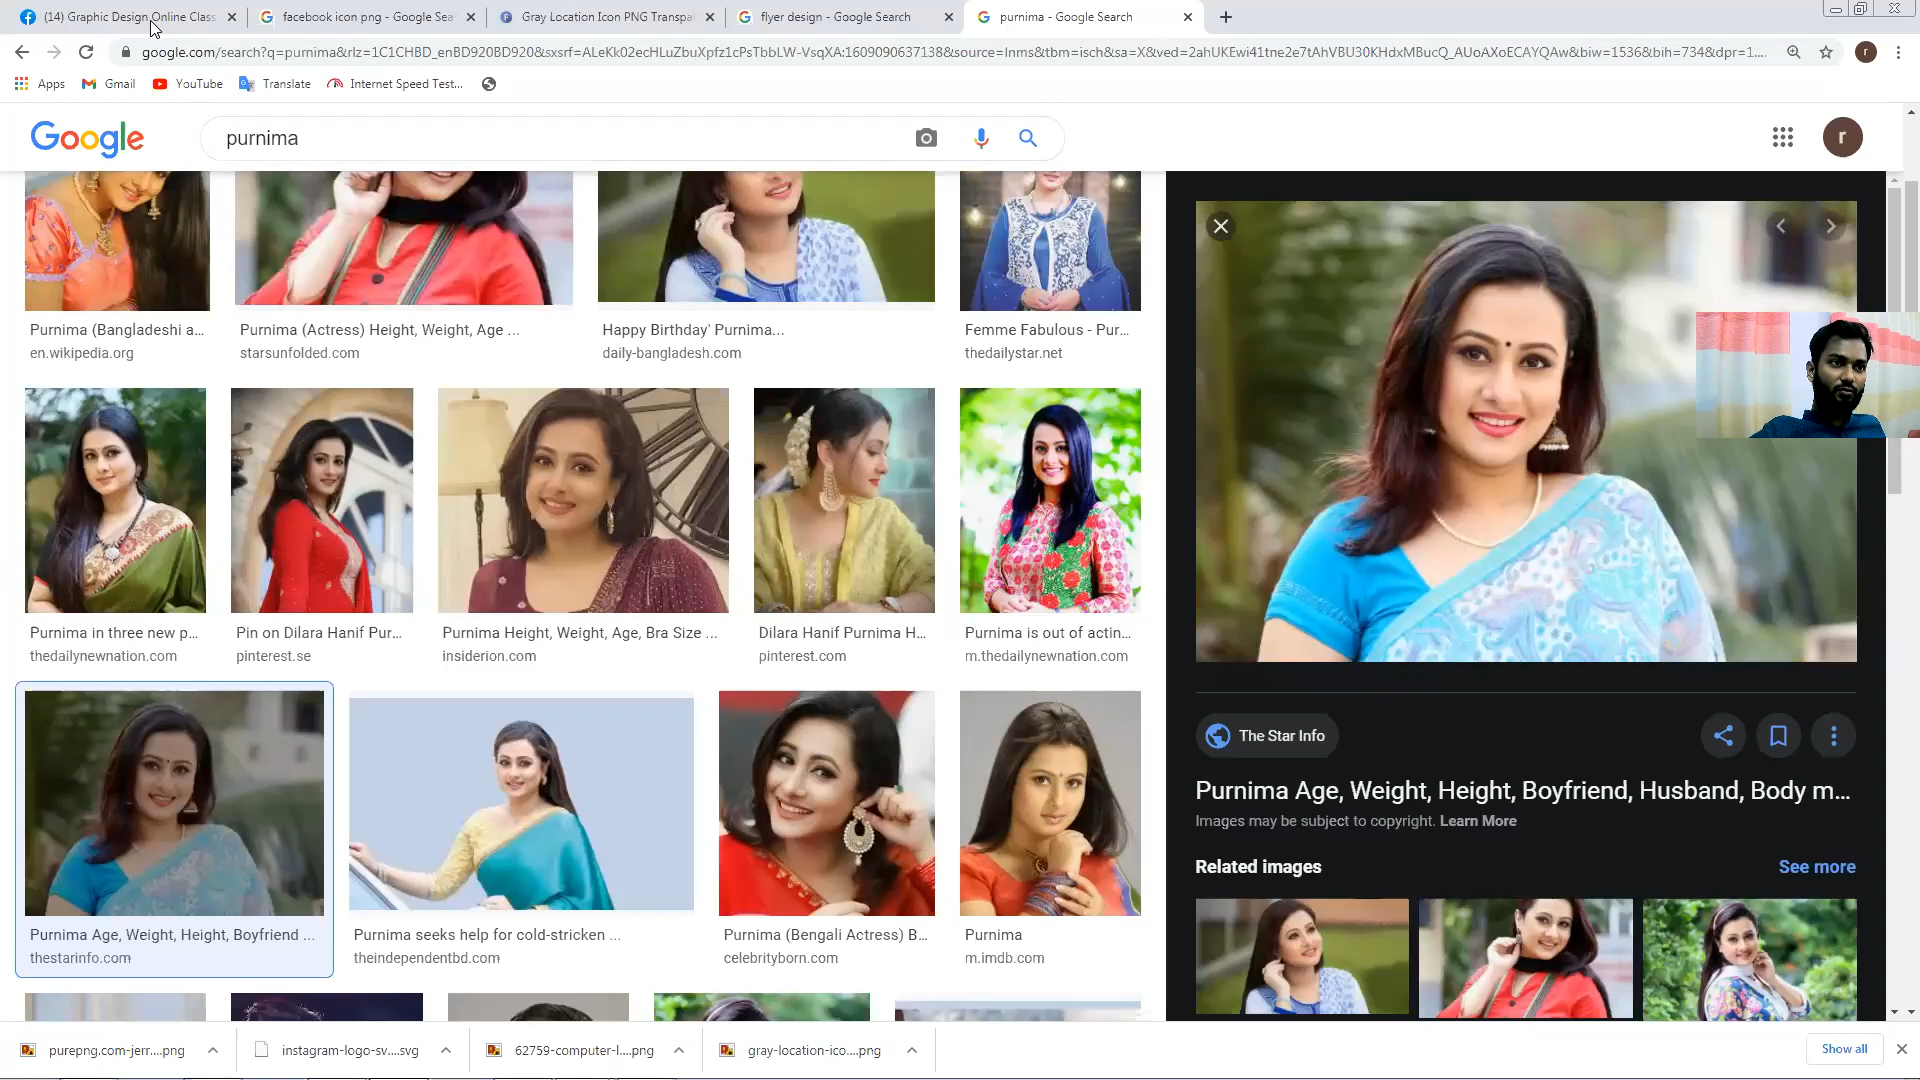 (14) Graphic Design Online Class
facebook icon png - Google Sea
Gray Location Icon PNG Transpa
flyer design - Google Search
purnima - Google Search
google.com/search?q=purnima&rlz=1C1CHBD_enBD920BD920&sxsrf=ALeKk02ecHLuZbuXpfz1cPsTbbLW-VsqXA:1609090637138&source=lnms&tbm=isch&sa=X&ved=2ahUKEwi41tne2e7tAhVBU30KHdxMBucQ_AUoAXoECAYQAw&biw=1536&bih=734&dpr=1....
r
Apps
Gmail
YouTube
Translate
Internet Speed Test...
Google
purnima
r
Purnima (Bangladeshi a...
en.wikipedia.org
Purnima (Actress) Height, Weight, Age ...
starsunfolded.com
Happy Birthday' Purnima...
daily-bangladesh.com
Femme Fabulous - Pur...
thedailystar.net
Purnima in three new p...
thedailynewnation.com
Pin on Dilara Hanif Pur...
pinterest.se
Purnima Height, Weight, Age, Bra Size ...
insiderion.com
Dilara Hanif Purnima H...
pinterest.com
Purnima is out of actin...
m.thedailynewnation.com
Purnima Age, Weight, Height, Boyfriend ...
thestarinfo.com
Purnima seeks help for cold-stricken ...
theindependentbd.com
Purnima (Bengali Actress) B...
celebrityborn.com
Purnima
m.imdb.com
The Star Info
Purnima Age, Weight, Height, Boyfriend, Husband, Body m...
Images may be subject to copyright. Learn More
Related images
See more
purepng.com-jerr....png
instagram-logo-sv....svg
62759-computer-l....png
gray-location-ico....png
Show all